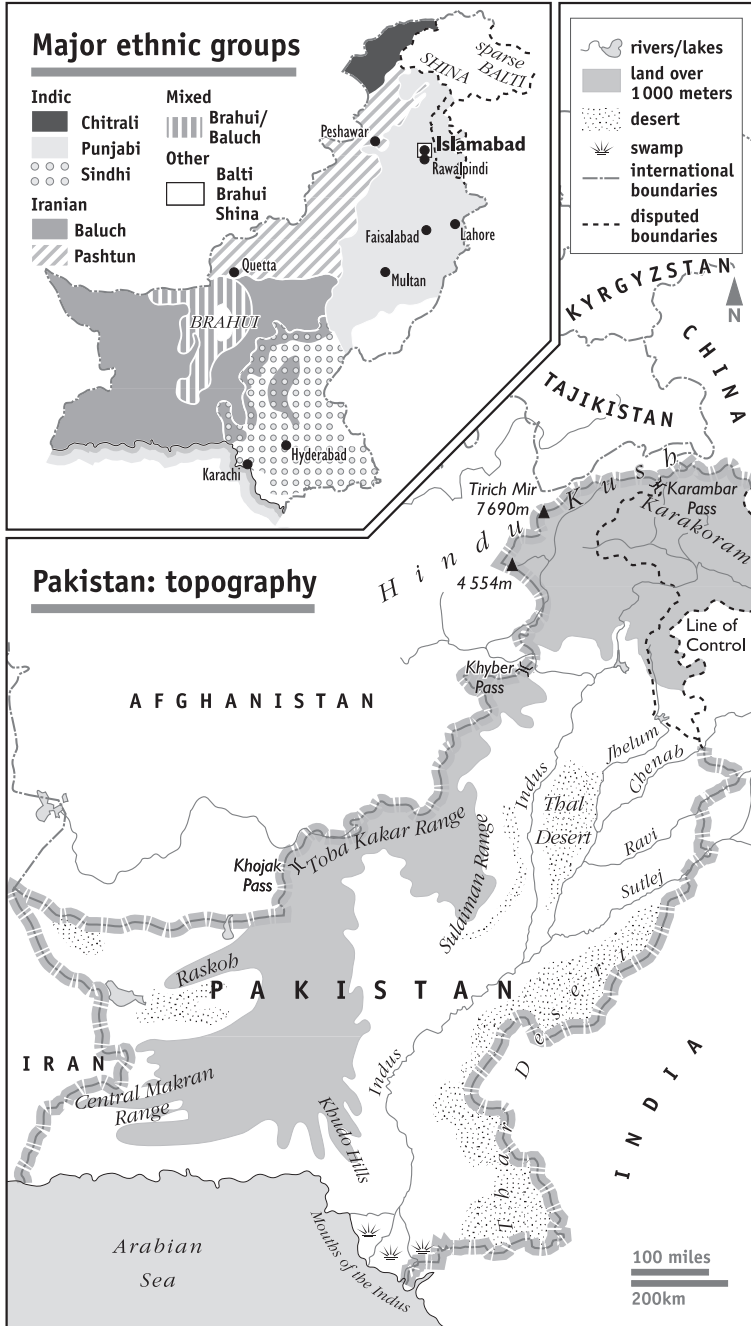 Major ethnic groups
Indic
Chitrali
Punjabi
Sindhi
Iranian
Baluch
Pashtun
Mixed
Brahui/
Baluch
Other
Balti
Brahui
Shina
SHINA
sparse
BALTI
Peshawar
Islamabad
Rawalpindi
Faisalabad
Lahore
Quetta
Multan
BRAHUI
Hyderabad
Karachi
rivers/lakes
land over
1000 meters
desert
swamp
international
boundaries
disputed
boundaries
N
KYRGYZSTAN
CHINA
TAJIKISTAN
Pakistan: topography
Hindu Kush
Tirich Mir
7690m
Karambar
Pass
Karakoram
4554m
Line of
Control
Khyber
Pass
AFGHANISTAN
Jhelum
Chenab
Indus
Thal
Desert
Ravi
Sutlej
Toba Kakar Range
Sulaiman Range
Khojak
Pass
Raskoh
PAKISTAN
Thar Desert
IRAN
Central Makran
Range
Indus
Khudo Hills
INDIA
Arabian
Sea
Mouths of the Indus
100 miles
200km